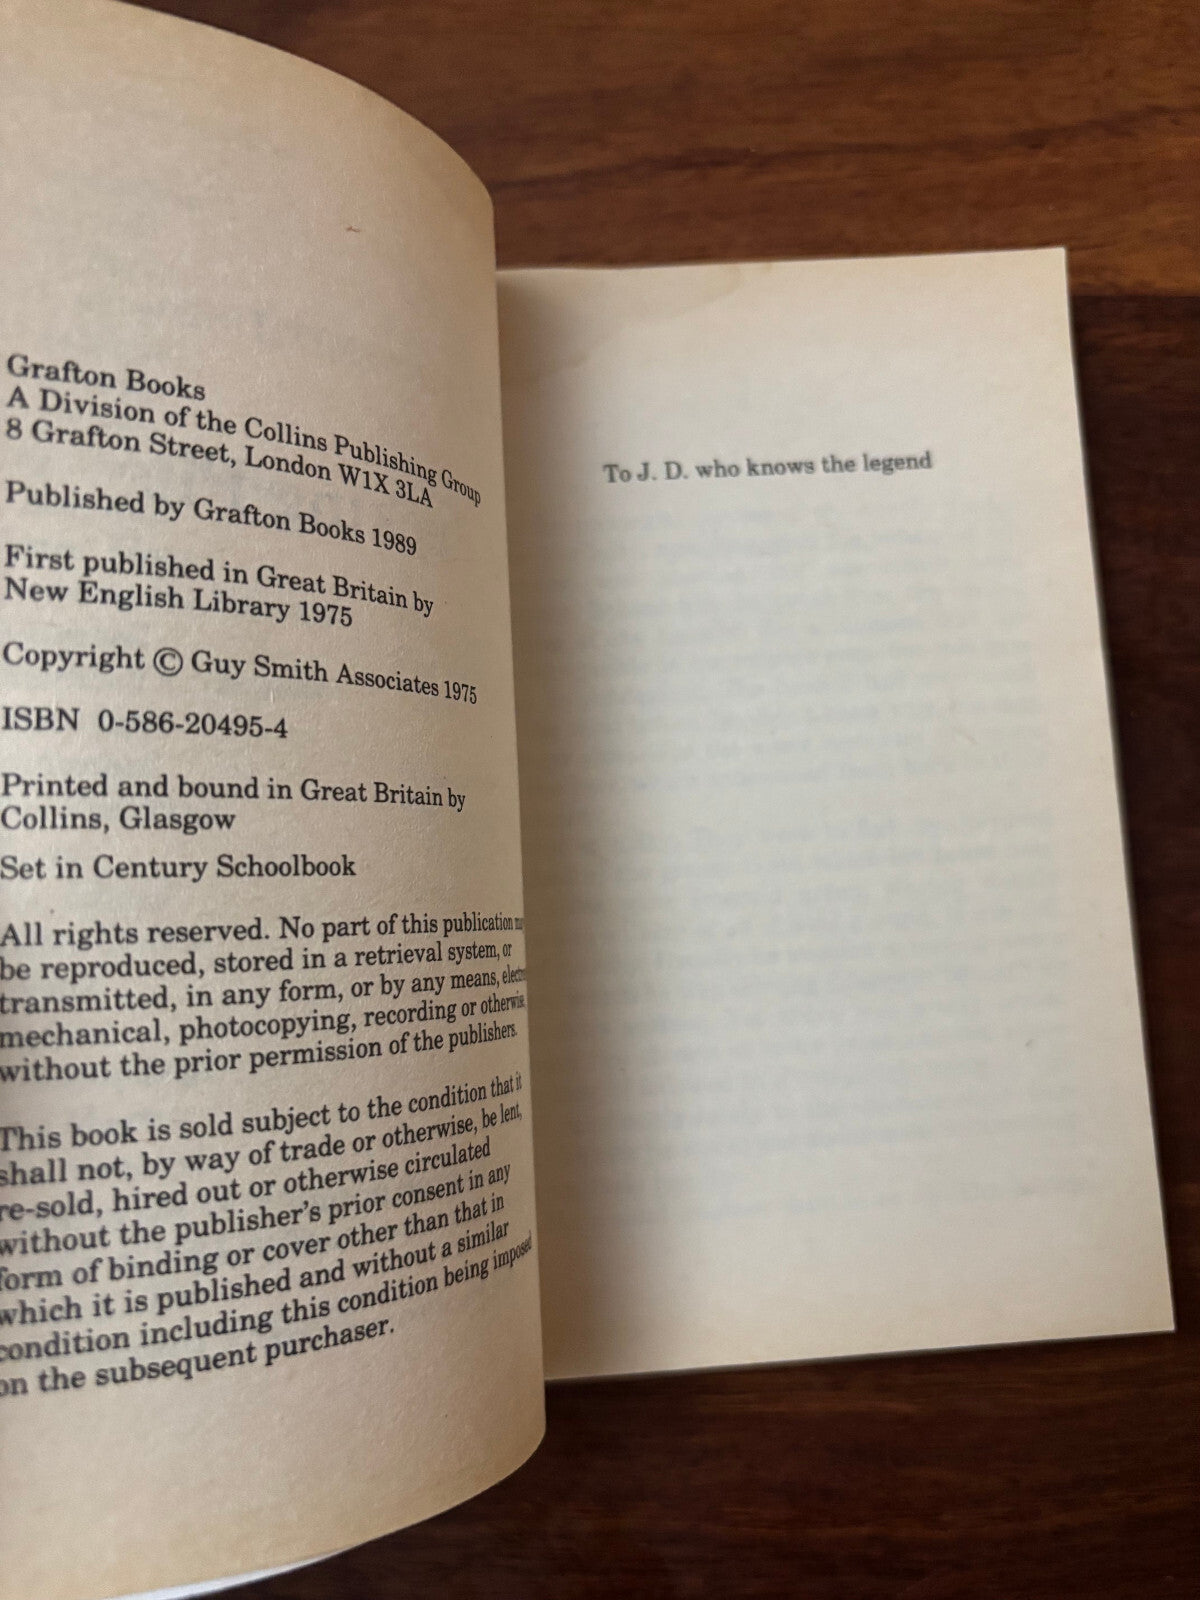 Grafton Books
A Division of the Collins Publishing Group
8 Grafton Street, London W1X 3LA
Published by Grafton Books 1989
First published in Great Britain by
New English Library 1975
Copyright © Guy Smith Associates 1975
ISBN 0-586-20495-4
Printed and bound in Great Britain by
Collins, Glasgow
Set in Century Schoolbook
All rights reserved. No part of this publication
be reproduced, stored in a retrieval system, or
transmitted, in any form, or by any means,
mechanical, photocopying, recording or otherwise,
without the prior permission of the publishers.
This book is sold subject to the condition that it
shall not, by way of trade or otherwise, be lent,
re-sold, hired out or otherwise circulated
without the publisher's prior consent in any
form of binding or cover other than that in
which it is published and without a similar
condition including this condition being imposed
on the subsequent purchaser.
To J. D. who knows the legend